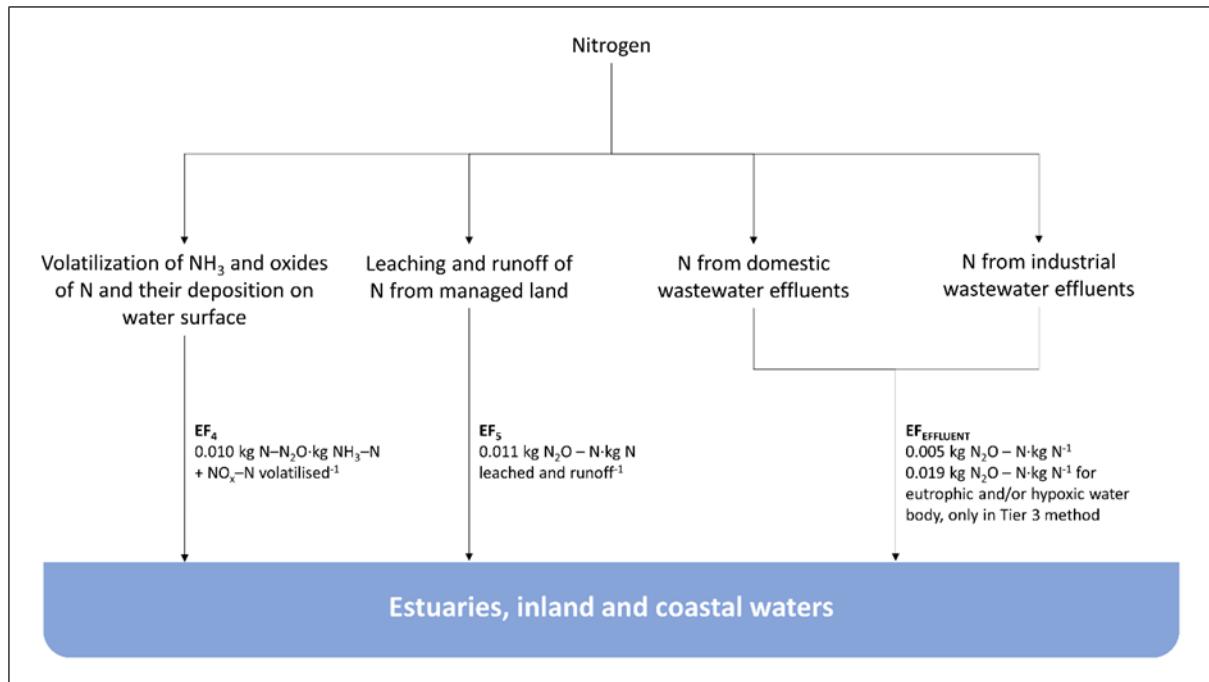 Nitrogen
Volatilization of NH₃ and oxides
of N and their deposition on
water surface
Leaching and runoff of
N from managed land
N from domestic
wastewater effluents
N from industrial
wastewater effluents
EF₄
0.010 kg N–N₂O·kg NH₃–N
+ NOₓ–N volatilised⁻¹
EF₅
0.011 kg N₂O – N·kg N
leached and runoff⁻¹
EF_EFFLUENT
0.005 kg N₂O – N·kg N⁻¹
0.019 kg N₂O – N·kg N⁻¹ for
eutrophic and/or hypoxic water
body, only in Tier 3 method
Estuaries, inland and coastal waters